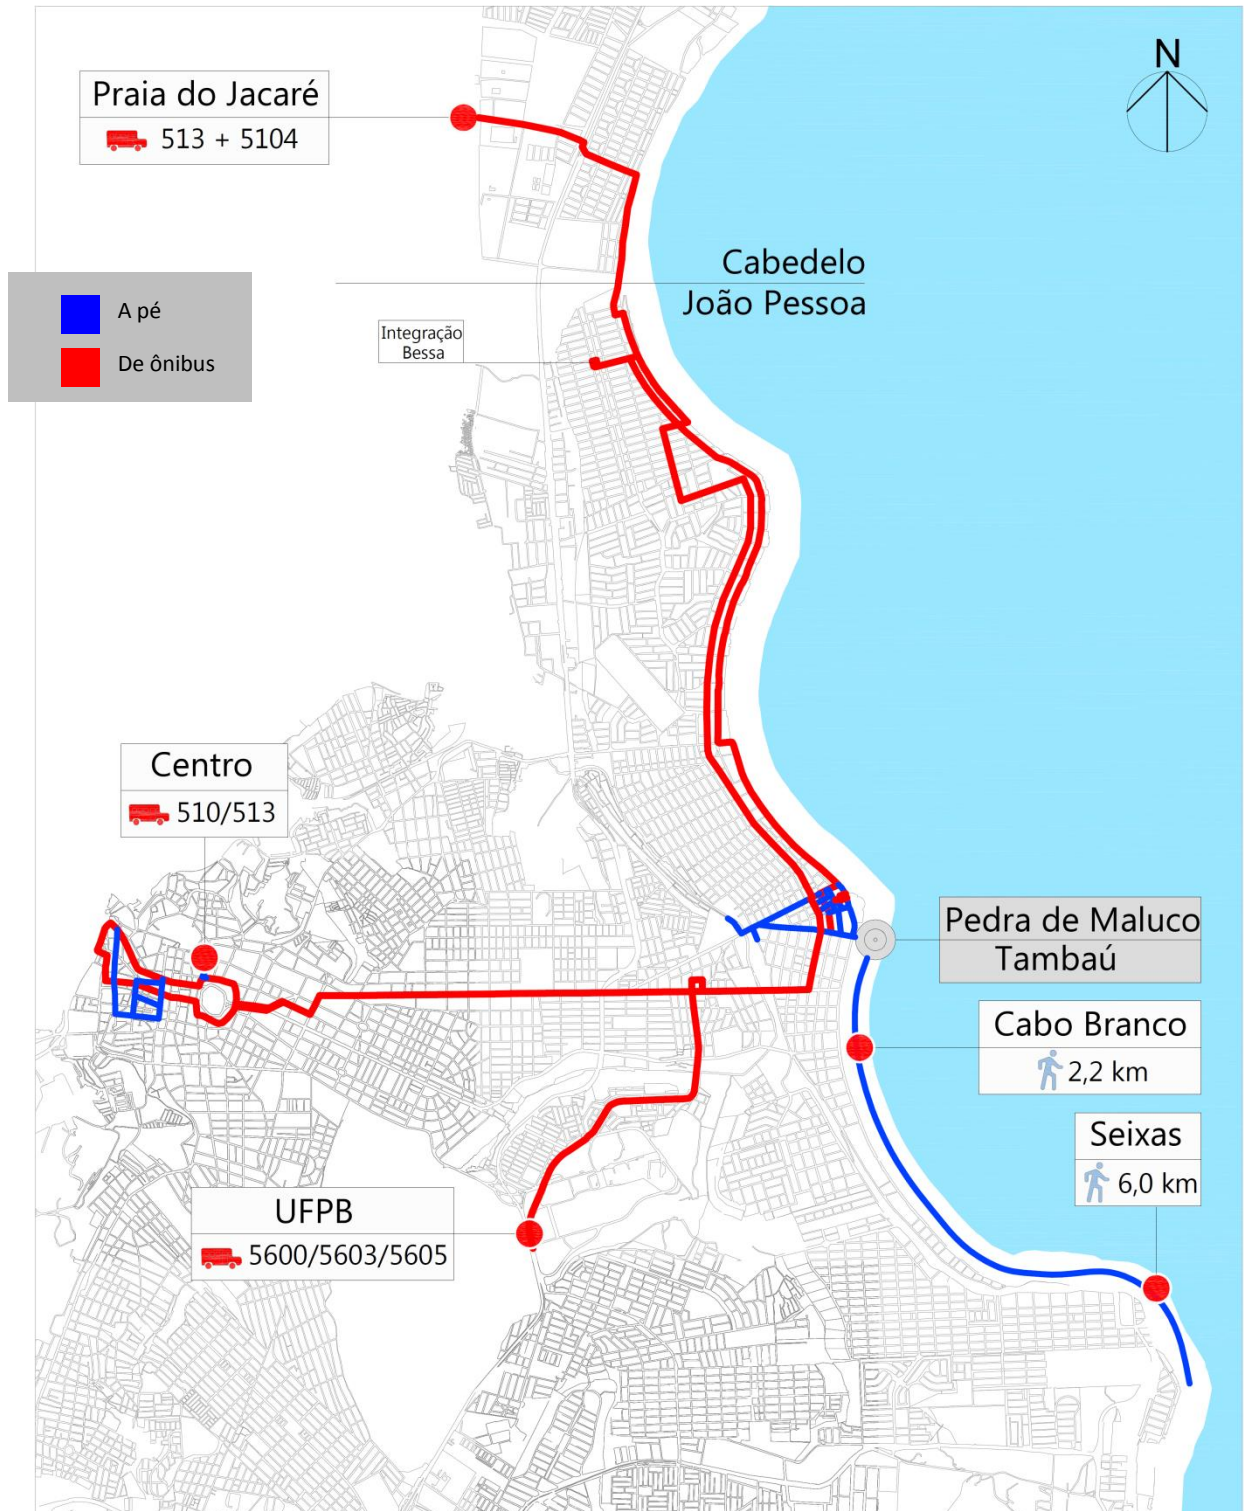 N
Praia do Jacaré
513 + 5104
Cabedelo
João Pessoa
A pé
De ônibus
Integração
Bessa
Centro
510/513
Pedra de Maluco
Tambaú
Cabo Branco
2,2 km
Seixas
6,0 km
UFPB
5600/5603/5605